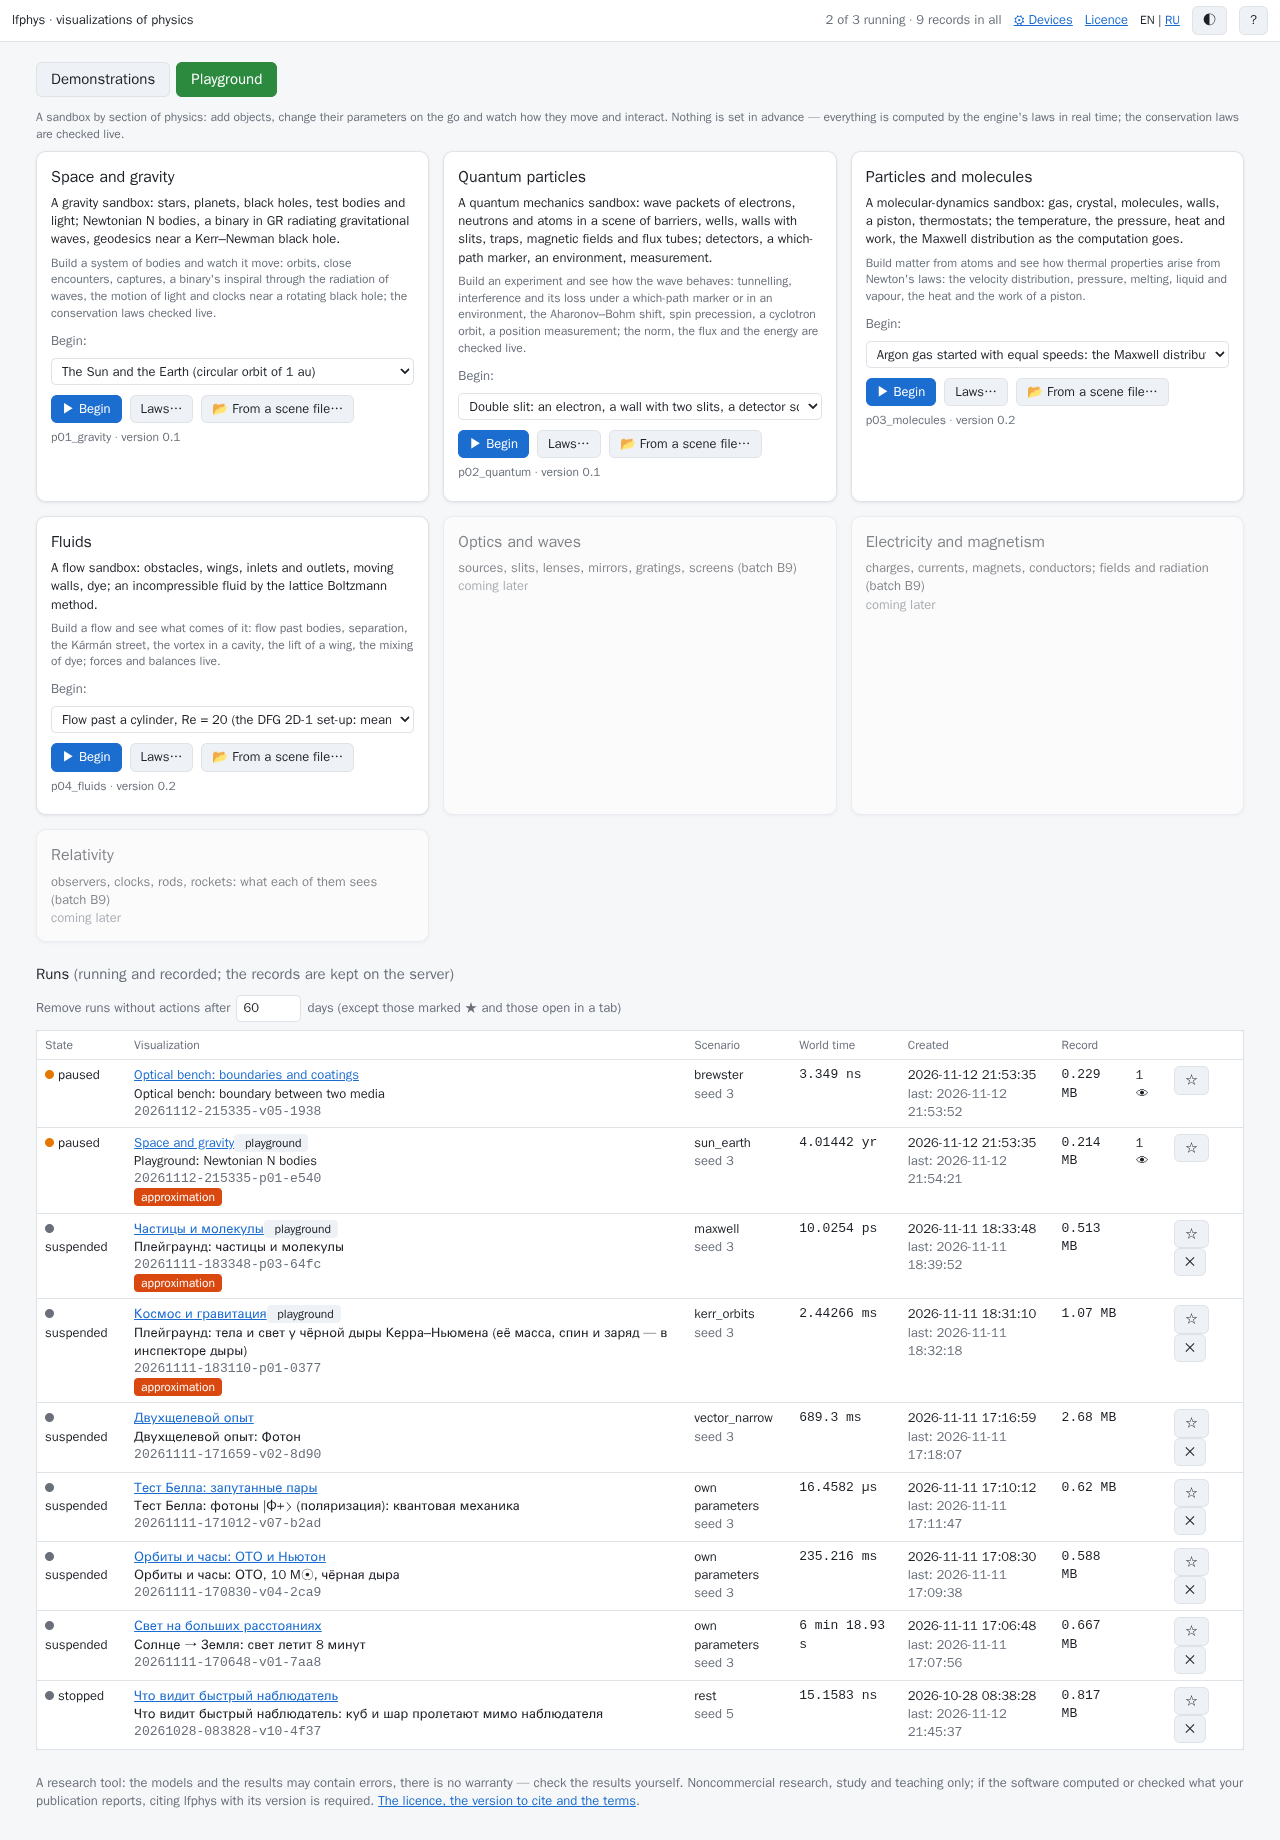 lfphys · visualizations of physics
2 of 3 running · 9 records in all
⚙ Devices
Licence
EN | RU
?
Demonstrations
Playground
A sandbox by section of physics: add objects, change their parameters on the go and watch how they move and interact. Nothing is set in advance — everything is computed by the engine's laws in real time; the conservation laws
are checked live.
Space and gravity
A gravity sandbox: stars, planets, black holes, test bodies and
light; Newtonian N bodies, a binary in GR radiating gravitational
waves, geodesics near a Kerr–Newman black hole.
Build a system of bodies and watch it move: orbits, close
encounters, captures, a binary's inspiral through the radiation of
waves, the motion of light and clocks near a rotating black hole; the
conservation laws checked live.
Begin:
The Sun and the Earth (circular orbit of 1 au)
▶ Begin
Laws···
📂 From a scene file···
p01_gravity · version 0.1
Quantum particles
A quantum mechanics sandbox: wave packets of electrons,
neutrons and atoms in a scene of barriers, wells, walls with
slits, traps, magnetic fields and flux tubes; detectors, a which-
path marker, an environment, measurement.
Build an experiment and see how the wave behaves: tunnelling,
interference and its loss under a which-path marker or in an
environment, the Aharonov–Bohm shift, spin precession, a cyclotron
orbit, a position measurement; the norm, the flux and the energy are
checked live.
Begin:
Double slit: an electron, a wall with two slits, a detector sc
▶ Begin
Laws···
📂 From a scene file···
p02_quantum · version 0.1
Particles and molecules
A molecular-dynamics sandbox: gas, crystal, molecules, walls,
a piston, thermostats; the temperature, the pressure, heat and
work, the Maxwell distribution as the computation goes.
Build matter from atoms and see how thermal properties arise from
Newton's laws: the velocity distribution, pressure, melting, liquid and
vapour, the heat and the work of a piston.
Begin:
Argon gas started with equal speeds: the Maxwell distribu
▶ Begin
Laws···
📂 From a scene file···
p03_molecules · version 0.2
Fluids
A flow sandbox: obstacles, wings, inlets and outlets, moving
walls, dye; an incompressible fluid by the lattice Boltzmann
method.
Build a flow and see what comes of it: flow past bodies, separation,
the Kármán street, the vortex in a cavity, the lift of a wing, the mixing
of dye; forces and balances live.
Begin:
Flow past a cylinder, Re = 20 (the DFG 2D-1 set-up: mean
▶ Begin
Laws···
📂 From a scene file···
p04_fluids · version 0.2
Optics and waves
sources, slits, lenses, mirrors, gratings, screens (batch B9)
coming later
Electricity and magnetism
charges, currents, magnets, conductors; fields and radiation
(batch B9)
coming later
Relativity
observers, clocks, rods, rockets: what each of them sees
(batch B9)
coming later
Runs (running and recorded; the records are kept on the server)
Remove runs without actions after 60 days (except those marked ★ and those open in a tab)
State Visualization Scenario World time Created Record
paused Optical bench: boundaries and coatings brewster 3.349 ns 2026-11-12 21:53:35 0.229 1 ☆
Optical bench: boundary between two media seed 3 last: 2026-11-12 MB 👁
20261112-215335-v05-1938 21:53:52
paused Space and gravity playground sun_earth 4.01442 yr 2026-11-12 21:53:35 0.214 1 ☆
Playground: Newtonian N bodies seed 3 last: 2026-11-12 MB 👁
20261112-215335-p01-e540 21:54:21
approximation
Частицы и молекулы playground maxwell 10.0254 ps 2026-11-11 18:33:48 0.513 ☆
suspended Плейграунд: частицы и молекулы seed 3 last: 2026-11-11 MB
20261111-183348-p03-64fc 18:39:52 ×
approximation
Космос и гравитация playground kerr_orbits 2.44266 ms 2026-11-11 18:31:10 1.07 MB ☆
suspended Плейграунд: тела и свет у чёрной дыры Керра–Ньюмена (её масса, спин и заряд — в seed 3 last: 2026-11-11
инспекторе дыры) 18:32:18 ×
20261111-183110-p01-0377
approximation
Двухщелевой опыт vector_narrow 689.3 ms 2026-11-11 17:16:59 2.68 MB ☆
suspended Двухщелевой опыт: Фотон seed 3 last: 2026-11-11
20261111-171659-v02-8d90 17:18:07 ×
Тест Белла: запутанные пары own 16.4582 µs 2026-11-11 17:10:12 0.62 MB ☆
suspended Тест Белла: фотоны |Φ+⟩ (поляризация): квантовая механика parameters last: 2026-11-11
20261111-171012-v07-b2ad seed 3 17:11:47 ×
Орбиты и часы: ОТО и Ньютон own 235.216 ms 2026-11-11 17:08:30 0.588 ☆
suspended Орбиты и часы: ОТО, 10 M☉, чёрная дыра parameters last: 2026-11-11 MB
20261111-170830-v04-2ca9 seed 3 17:09:38 ×
Свет на больших расстояниях own 6 min 18.93 2026-11-11 17:06:48 0.667 ☆
suspended Солнце → Земля: свет летит 8 минут parameters s last: 2026-11-11 MB
20261111-170648-v01-7aa8 seed 3 17:07:56 ×
stopped Что видит быстрый наблюдатель rest 15.1583 ns 2026-10-28 08:38:28 0.817 ☆
Что видит быстрый наблюдатель: куб и шар пролетают мимо наблюдателя seed 5 last: 2026-11-12 MB
20261028-083828-v10-4f37 21:45:37 ×
A research tool: the models and the results may contain errors, there is no warranty — check the results yourself. Noncommercial research, study and teaching only; if the software computed or checked what your
publication reports, citing lfphys with its version is required. The licence, the version to cite and the terms.